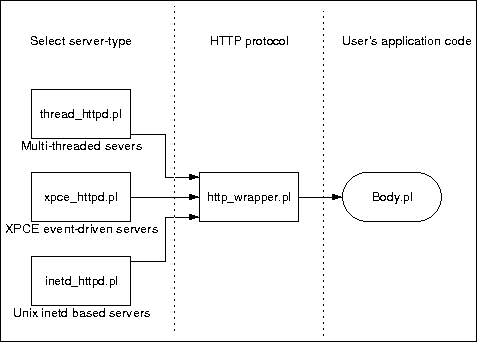 Select server-type
HTTP protocol
User's application code
thread_httpd.pl
Multi-threaded severs
xpce_httpd.pl
http_wrapper.pl
Body.pl
XPCE event-driven servers
inetd_httpd.pl
Unix inetd based servers